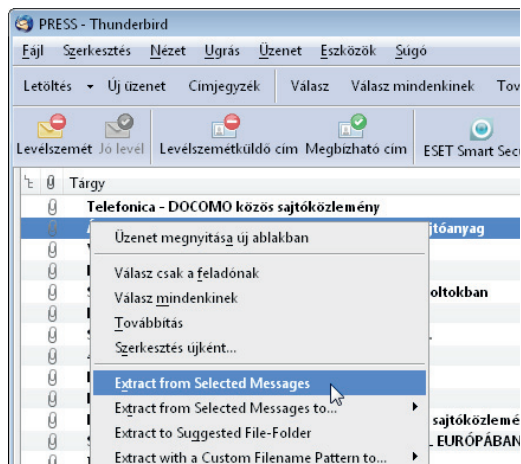 PRESS - Thunderbird
Fájl Szerkesztés Nézet Ugrás Üzenet Eszközök Súgó
Letöltés Új üzenet Címjegyzék Válasz Válasz mindenkinek Tov
Levélszemét Jó levél Levélszemétküldő cím Megbízható cím ESET Smart Secu
Tárgy
Telefonica - DOCOMO közös sajtóközlemény
jtóanyag
Üzenet megnyitása új ablakban
Válasz csak a feladónak
oltokban
Válasz mindenkinek
Továbbítás
Szerkesztés újként...
Extract from Selected Messages
Extract from Selected Messages to...
sajtóközlemé
Extract to Suggested File-Folder
EURÓPÁBAN
Extract with a Custom Filename Pattern to...